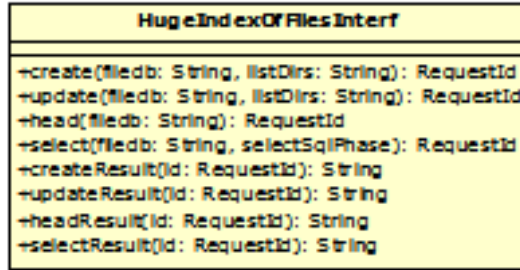 HugeIndexOfFilesInterf
+create(filedb: String, listDirs: String): RequestId
+update(filedb: String, listDirs: String): RequestId
+head(filedb: String): RequestId
+select(filedb: String, selectSqlPhase): RequestId
+createResult(id: RequestId): String
+updateResult(id: RequestId): String
+headResult(id: RequestId): String
+selectResult(id: RequestId): String